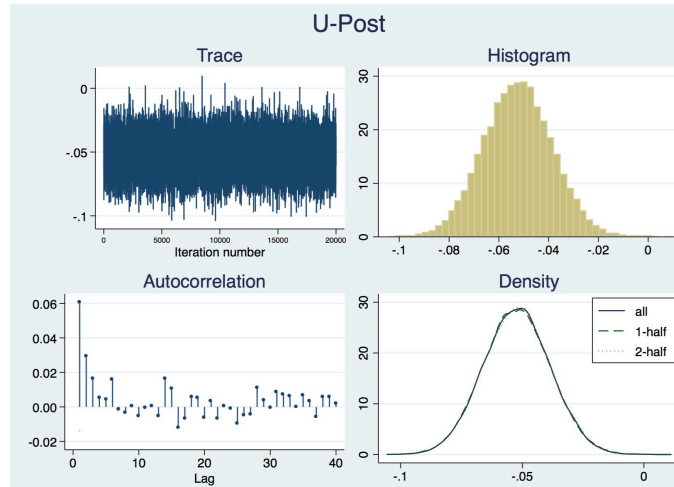 U-Post
Trace
0
-.05
-.1
0 5000 10000 15000 20000
Iteration number
Histogram
30
20
10
0
-.1 -.08 -.06 -.04 -.02 0
Autocorrelation
0.06
0.04
0.02
0.00
-0.02
0 10 20 30 40
Lag
Density
30
20
10
0
-.1 -.05 0
all
1-half
2-half